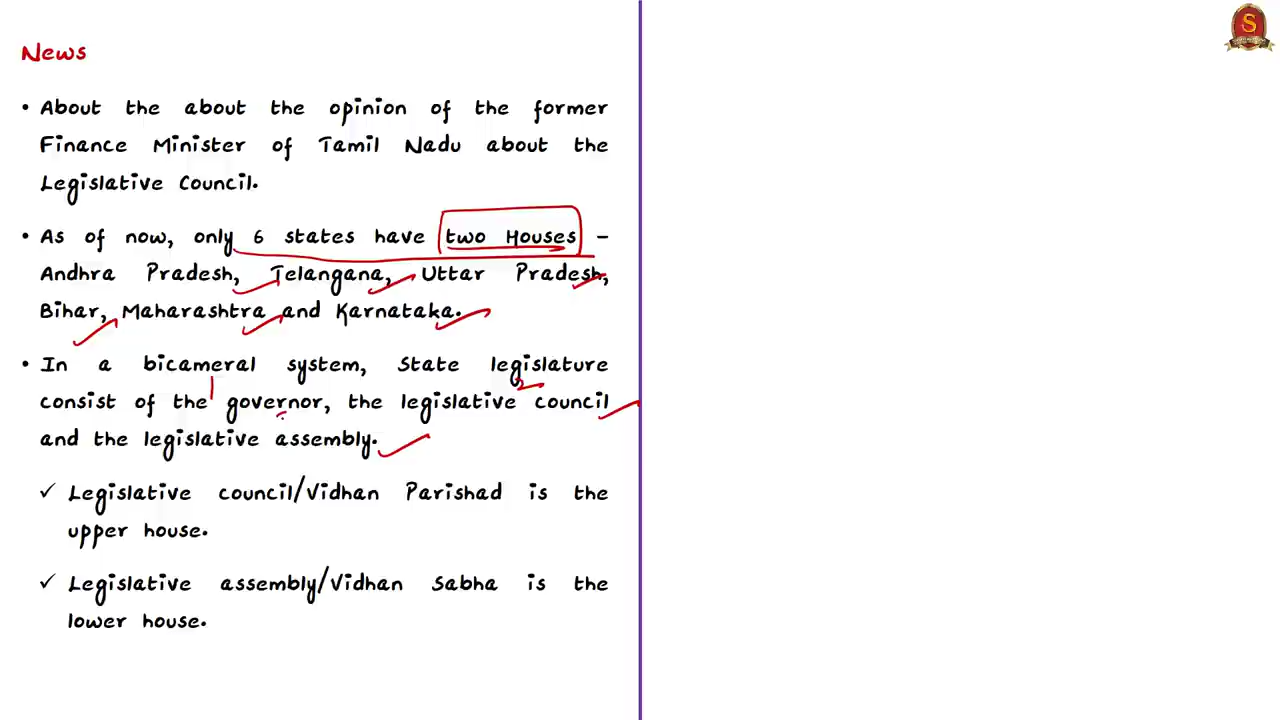 News
• About the about the opinion of the former
Finance Minister of Tamil Nadu about the
Legislative Council.
• As of now, only 6 states have two Houses –
Andhra Pradesh, Telangana, Uttar Pradesh,
Bihar, Maharashtra and Karnataka.
• In a bicameral system, State legislature
consist of the governor, the legislative council
and the legislative assembly.
✓ Legislative council/Vidhan Parishad is the
upper house.
✓ Legislative assembly/Vidhan Sabha is the
lower house.
S